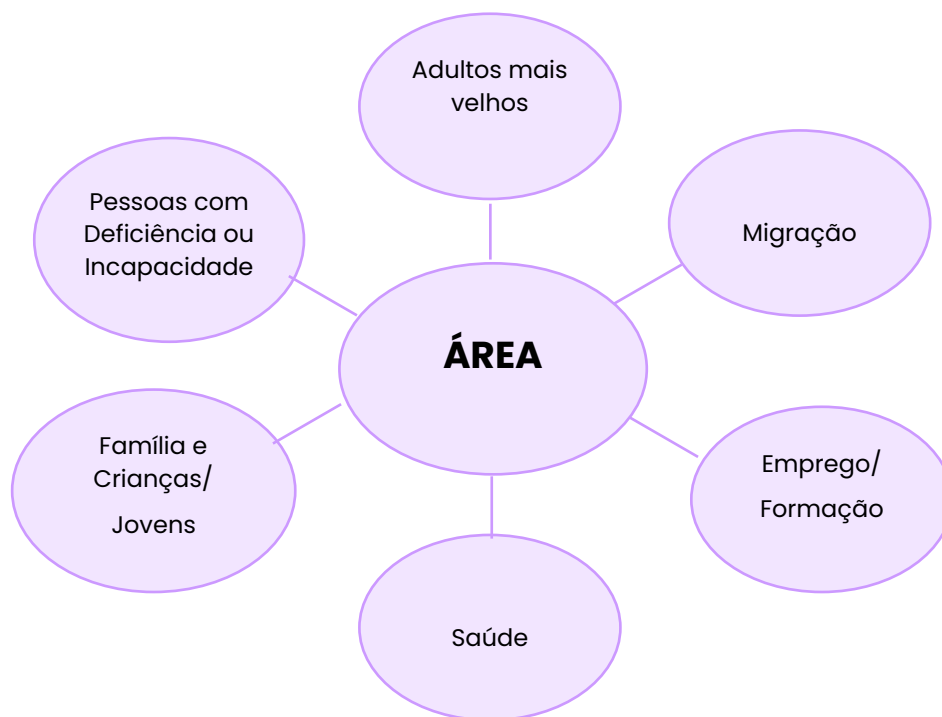 Adultos mais
velhos
Pessoas com
Deficiência ou
Incapacidade
Migração
ÁREA
Família e
Crianças/
Jovens
Emprego/
Formação
Saúde